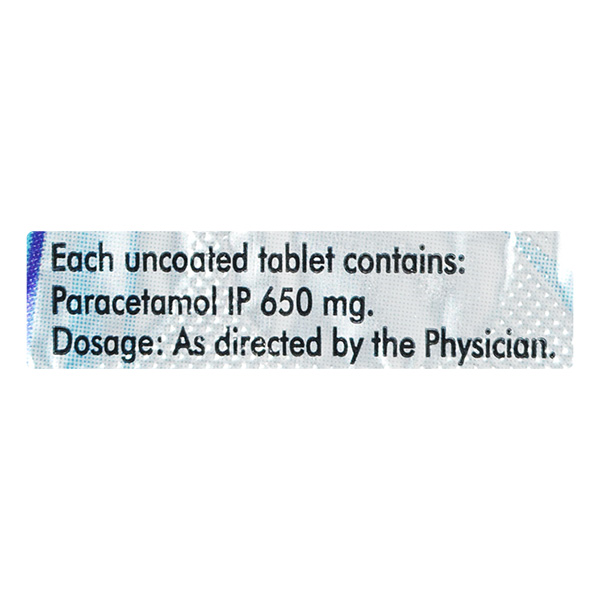 Each uncoated tablet contains:
Paracetamol IP 650 mg.
Dosage: As directed by the Physician.